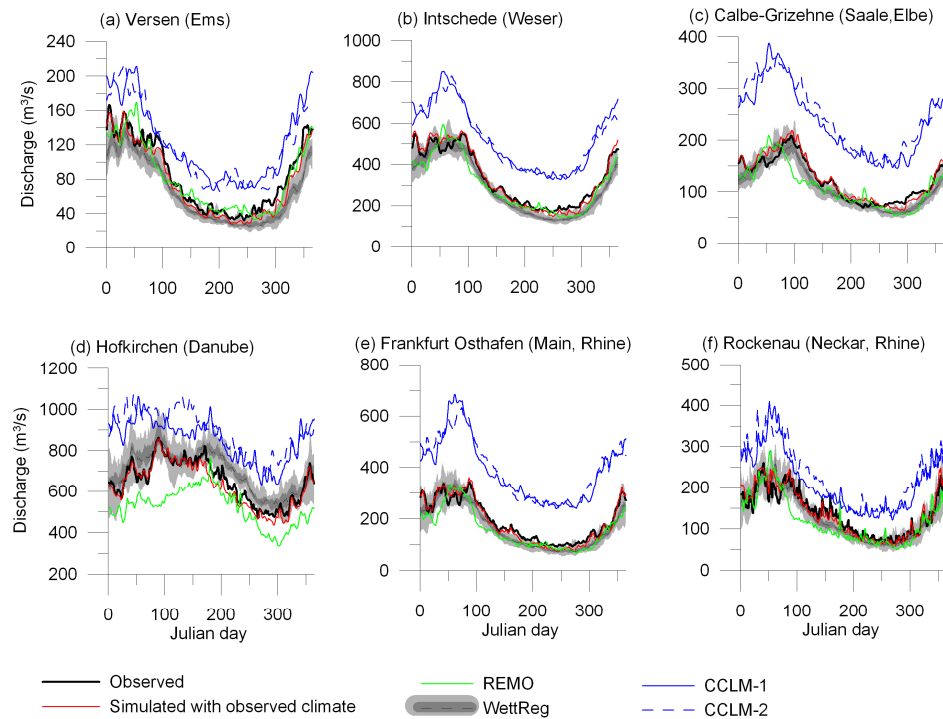 (a) Versen (Ems)
(b) Intschede (Weser)
(c) Calbe-Grizehne (Saale,Elbe)
Discharge (m³/s)
240
200
160
120
80
40
0
0 100 200 300
1000
800
600
400
200
0
0 100 200 300
400
300
200
100
0
0 100 200 300
(d) Hofkirchen (Danube)
(e) Frankfurt Osthafen (Main, Rhine)
(f) Rockenau (Neckar, Rhine)
Discharge (m³/s)
1200
1000
800
600
400
200
0 100 200 300
Julian day
800
600
400
200
0
0 100 200 300
Julian day
500
400
300
200
100
0
0 100 200 300
Julian day
Observed
Simulated with observed climate
REMO
WettReg
CCLM-1
CCLM-2